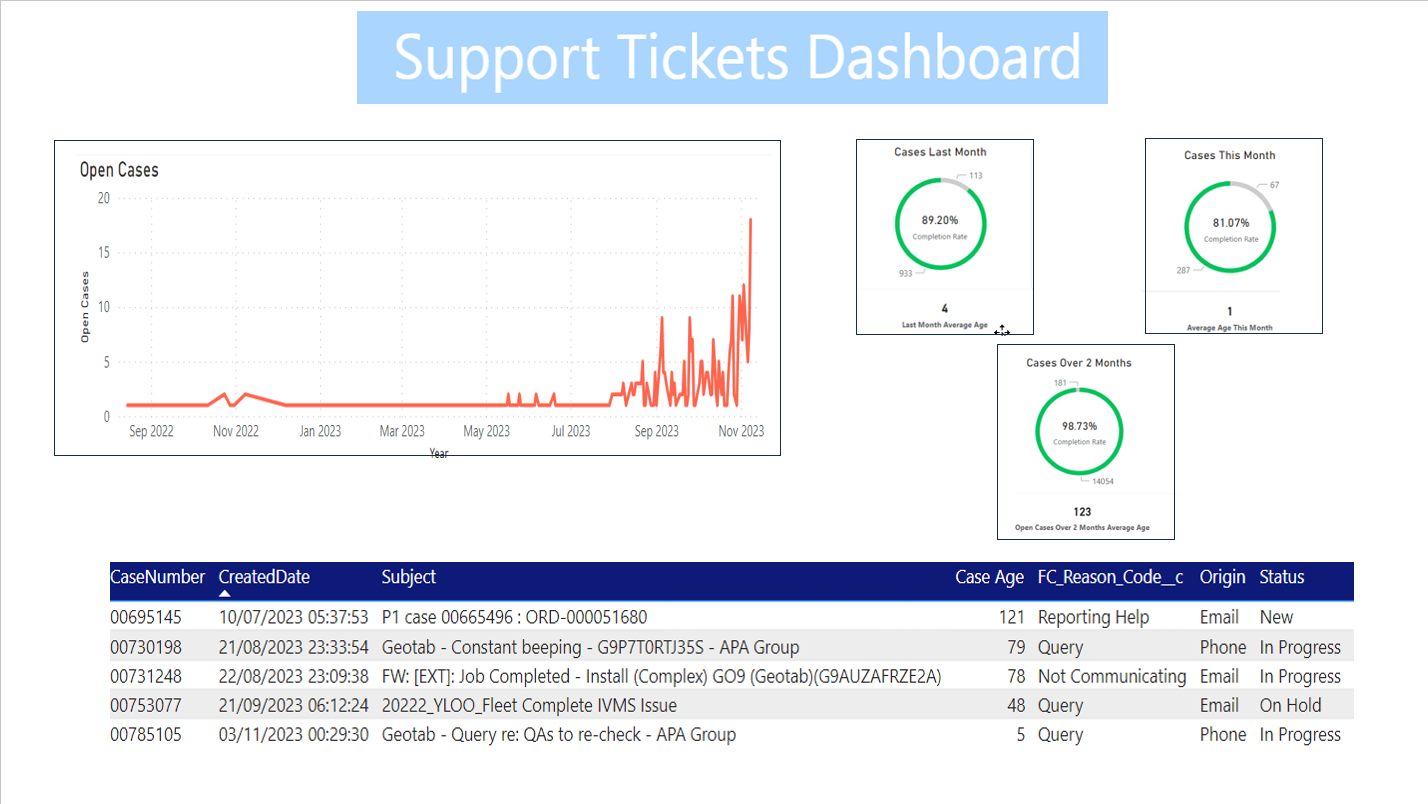 Support Tickets Dashboard
Open Cases
20
15
10
5
0
Open Cases
Sep 2022 Nov 2022 Jan 2023 Mar 2023 May 2023 Jul 2023 Sep 2023 Nov 2023
Year
Cases Last Month
113
89.20%
Completion Rate
933
4
Last Month Average Age
Cases This Month
67
81.07%
Completion Rate
287
1
Average Age This Month
Cases Over 2 Months
181
98.73%
Completion Rate
14054
123
Open Cases Over 2 Months Average Age
CaseNumber CreatedDate Subject Case Age FC_Reason_Code__c Origin Status
00695145 10/07/2023 05:37:53 P1 case 00665496 : ORD-000051680 121 Reporting Help Email New
00730198 21/08/2023 23:33:54 Geotab - Constant beeping - G9P7T0RTJ35S - APA Group 79 Query Phone In Progress
00731248 22/08/2023 23:09:38 FW: [EXT]: Job Completed - Install (Complex) GO9 (Geotab)(G9AUZAFRZE2A) 78 Not Communicating Email In Progress
00753077 21/09/2023 06:12:24 20222_YLOO_Fleet Complete IVMS Issue 48 Query Email On Hold
00785105 03/11/2023 00:29:30 Geotab - Query re: QAs to re-check - APA Group 5 Query Phone In Progress